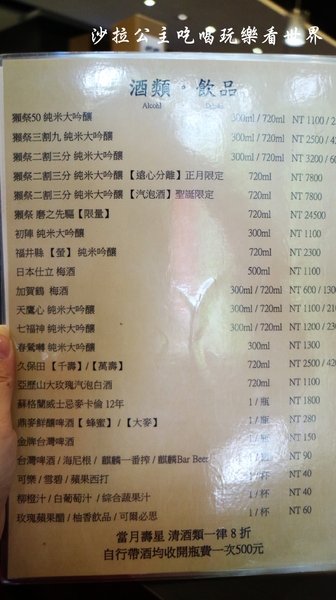 沙拉公主吃喝玩樂看世界
酒類。飲品
Alcohl Drinks
獺祭50 純米大吟釀 300ml / 720ml NT 1100 / 2
獺祭三割九 純米大吟釀 300ml / 720ml NT 2500 / 4
獺祭二割三分 純米大吟釀 300ml / 720ml NT 3200 / 6
獺祭二割三分 純米大吟釀【遠心分離】正月限定 720ml NT 7800
獺祭二割三分 純米大吟釀【汽泡酒】聖誕限定 720ml NT 7800
獺祭 磨之先驅【限量】 720ml NT 24500
初陣 純米大吟釀 300ml NT 1100
福井縣【螢】純米吟釀 720ml NT 2300
日本仕立 梅酒 500ml NT 1100
加賀鶴 梅酒 300ml / 720ml NT 600 / 130
天鷹心 純米大吟釀 300ml / 720ml NT 1100 / 21
七福神 純米大吟釀 300ml / 720ml NT 1200 / 23
春鶯囀 純米大吟釀 300ml NT 1300
久保田【千壽】/【萬壽】 720ml NT 2500 / 42
亞歷山大玫瑰汽泡白酒 720ml NT 1100
蘇格蘭威士忌麥卡倫 12年 1 / 瓶 NT 1800
鼎麥鮮釀啤酒【蜂蜜】/【大麥】 1 / 瓶 NT 280
金牌台灣啤酒 1 / 瓶 NT 150
台灣啤酒 / 海尼根 / 麒麟一番搾 / 麒麟Bar Beer NT 90
可樂 / 雪碧 / 蘋果西打 NT 40
柳橙汁 / 白葡萄汁 / 綜合蔬果汁 1 / 杯 NT 40
玫瑰蘋果醋 / 柚香飲品 / 可爾必思 1 / 杯 NT 60
當月壽星 清酒類一律 8 折
自行帶酒均收開瓶費一次500元